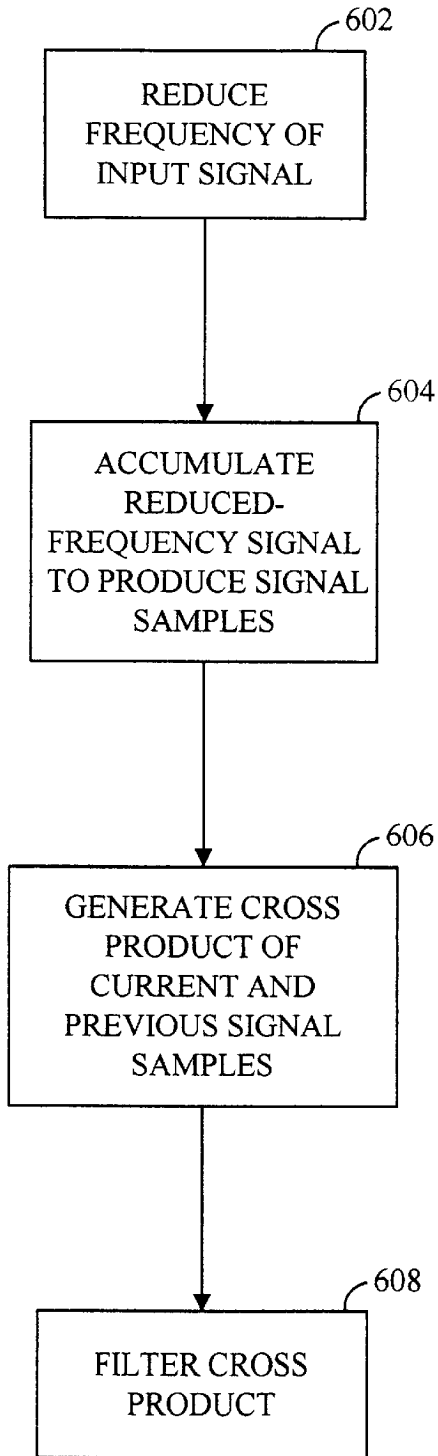 602
REDUCE
FREQUENCY OF
INPUT SIGNAL
604
ACCUMULATE
REDUCED-
FREQUENCY SIGNAL
TO PRODUCE SIGNAL
SAMPLES
606
GENERATE CROSS
PRODUCT OF
CURRENT AND
PREVIOUS SIGNAL
SAMPLES
608
FILTER CROSS
PRODUCT